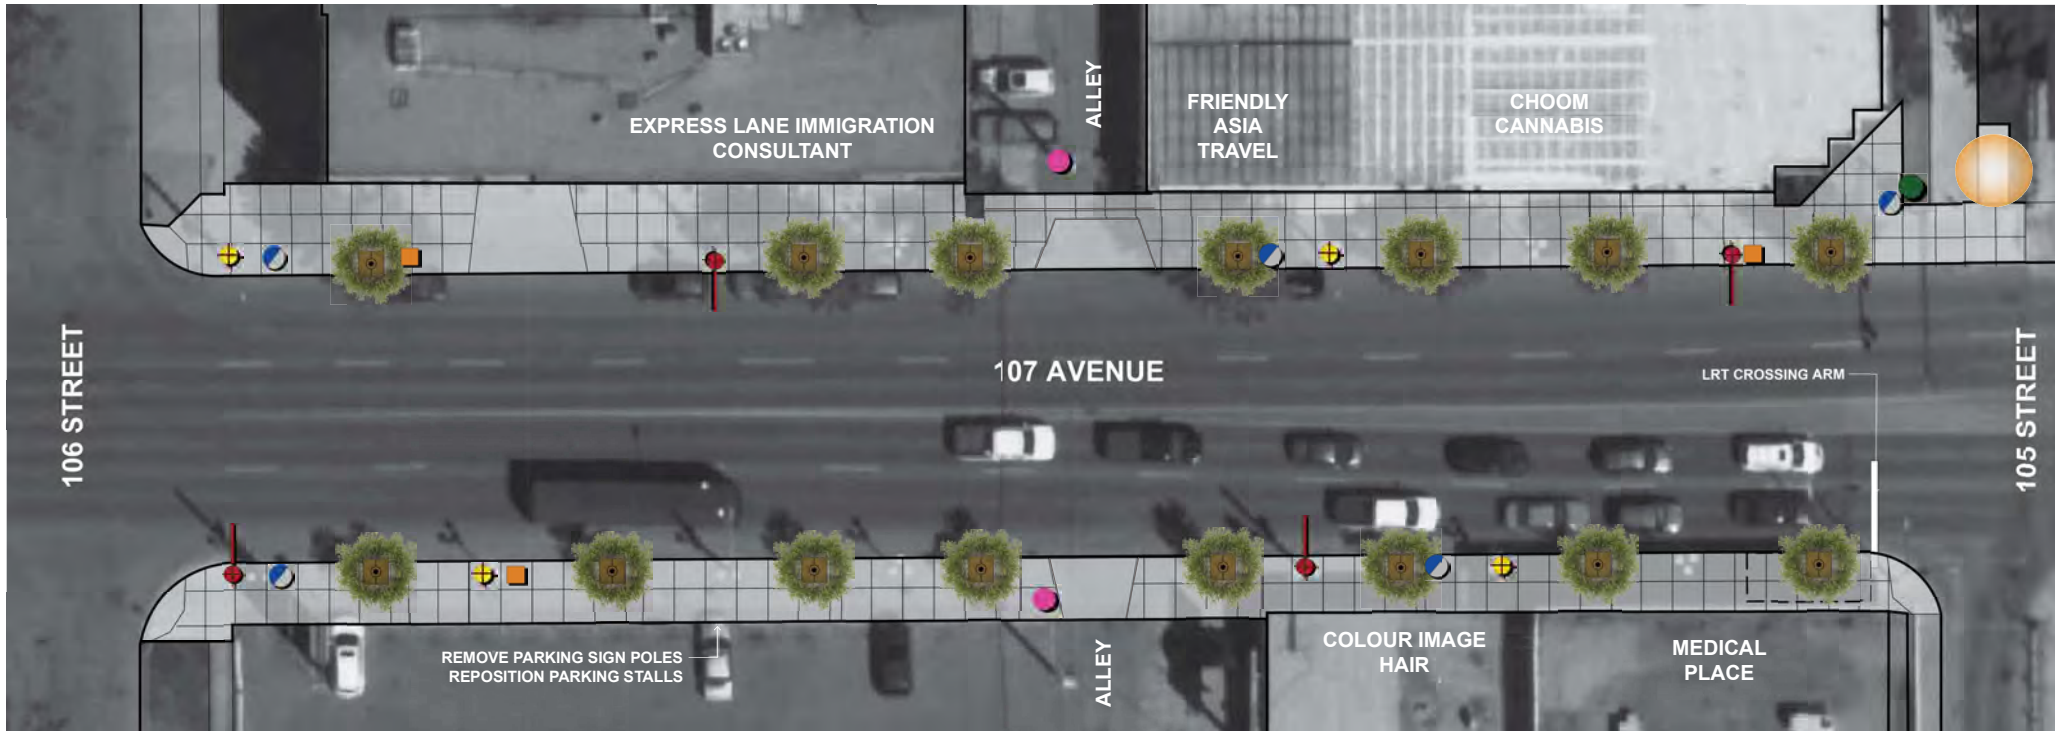 EXPRESS LANE IMMIGRATION
CONSULTANT
ALLEY
FRIENDLY
ASIA
TRAVEL
CHOOM
CANNABIS
106 STREET
107 AVENUE
LRT CROSSING ARM
105 STREET
REMOVE PARKING SIGN POLES
REPOSITION PARKING STALLS
ALLEY
COLOUR IMAGE
HAIR
MEDICAL
PLACE